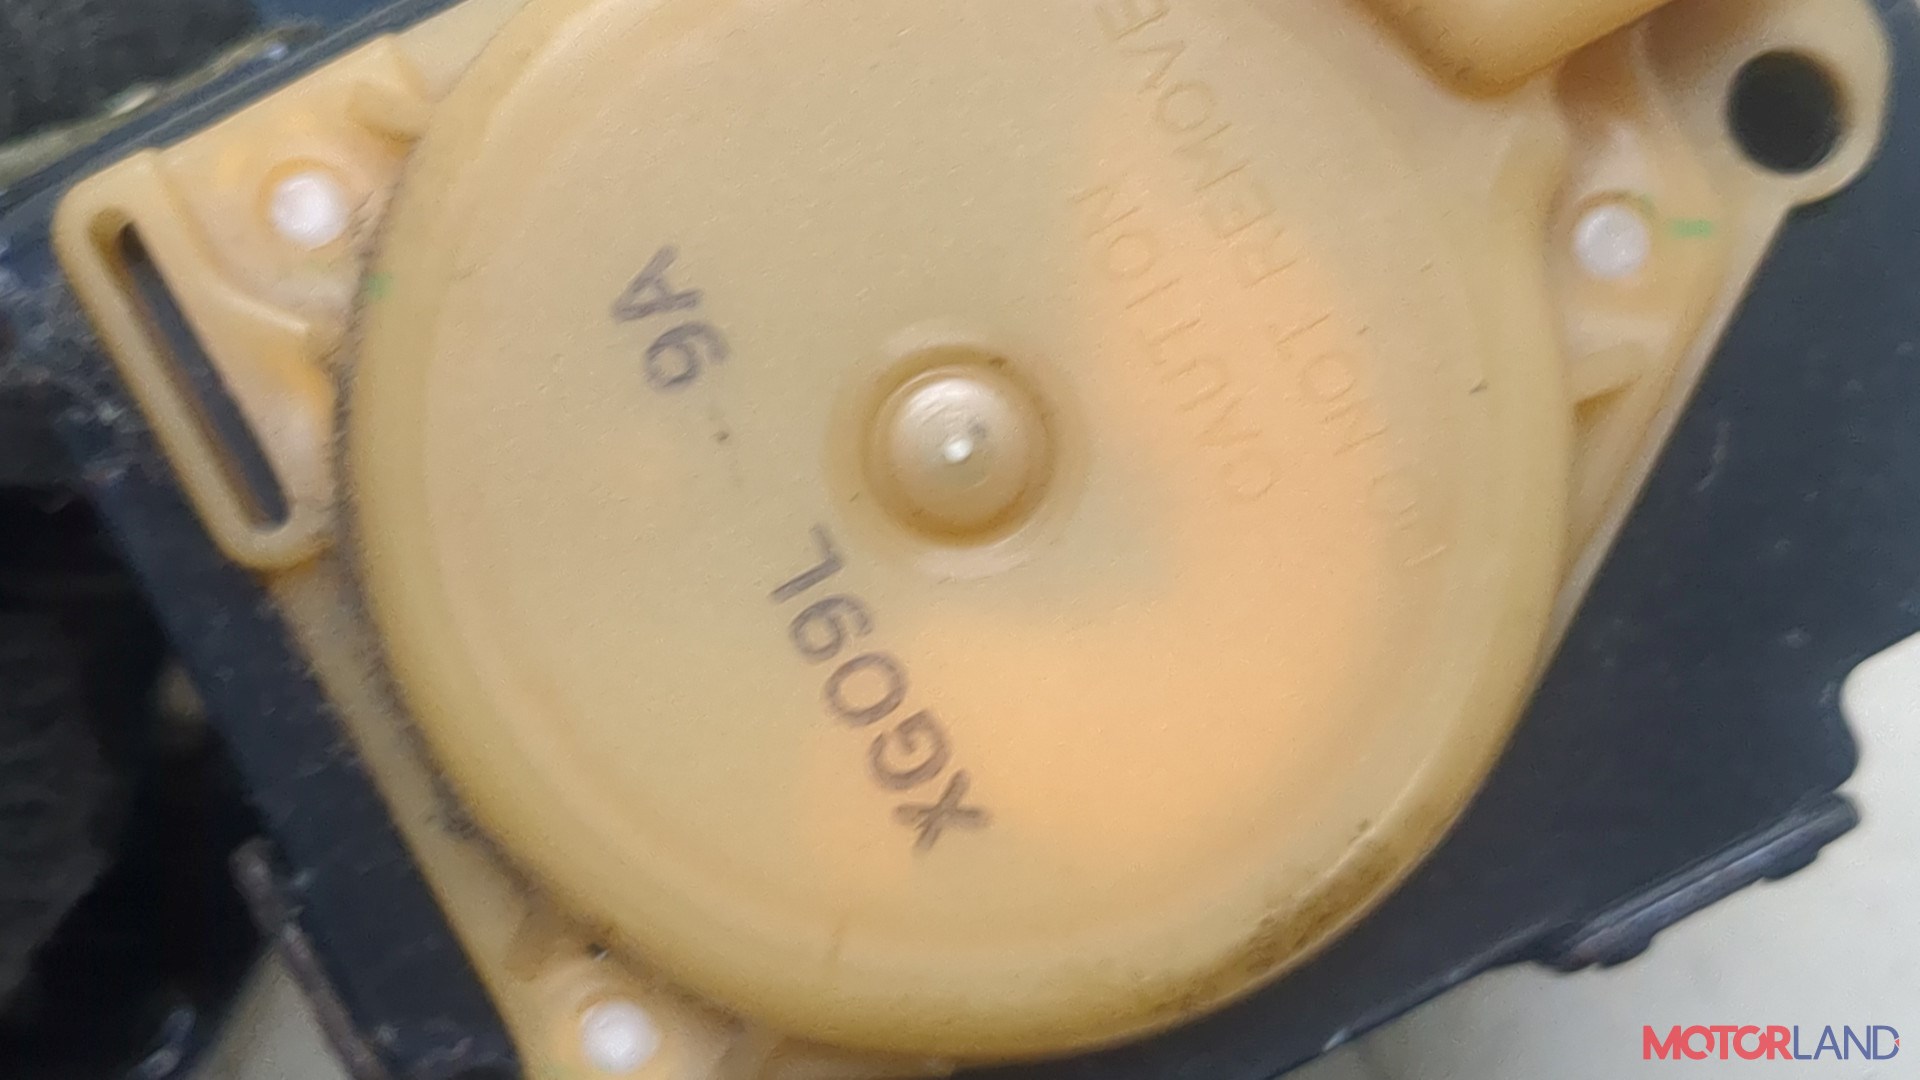 XG09L 9A
CAUTION
DO NOT REMOVE
MOTORLAND